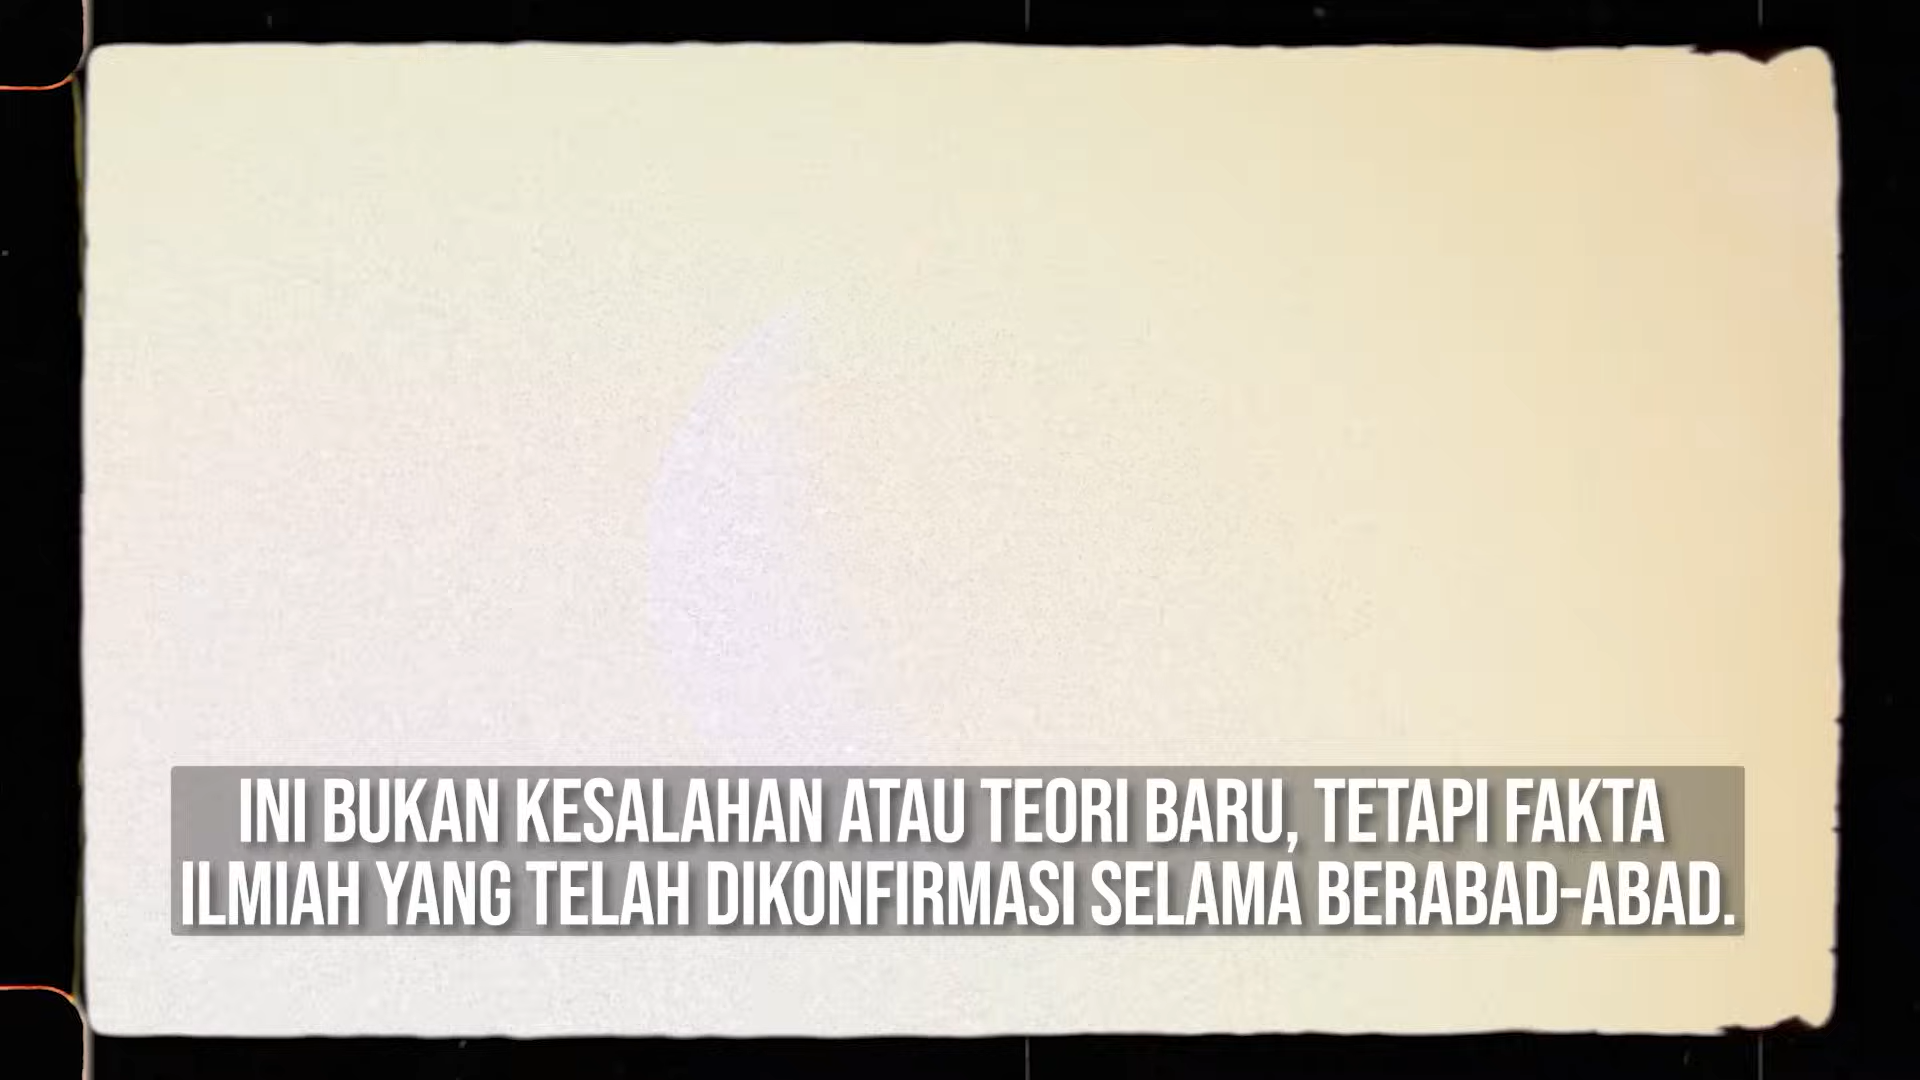 INI BUKAN KESALAHAN ATAU TEORI BARU, TETAPI FAKTA
ILMIAH YANG TELAH DIKONFIRMASI SELAMA BERABAD-ABAD.